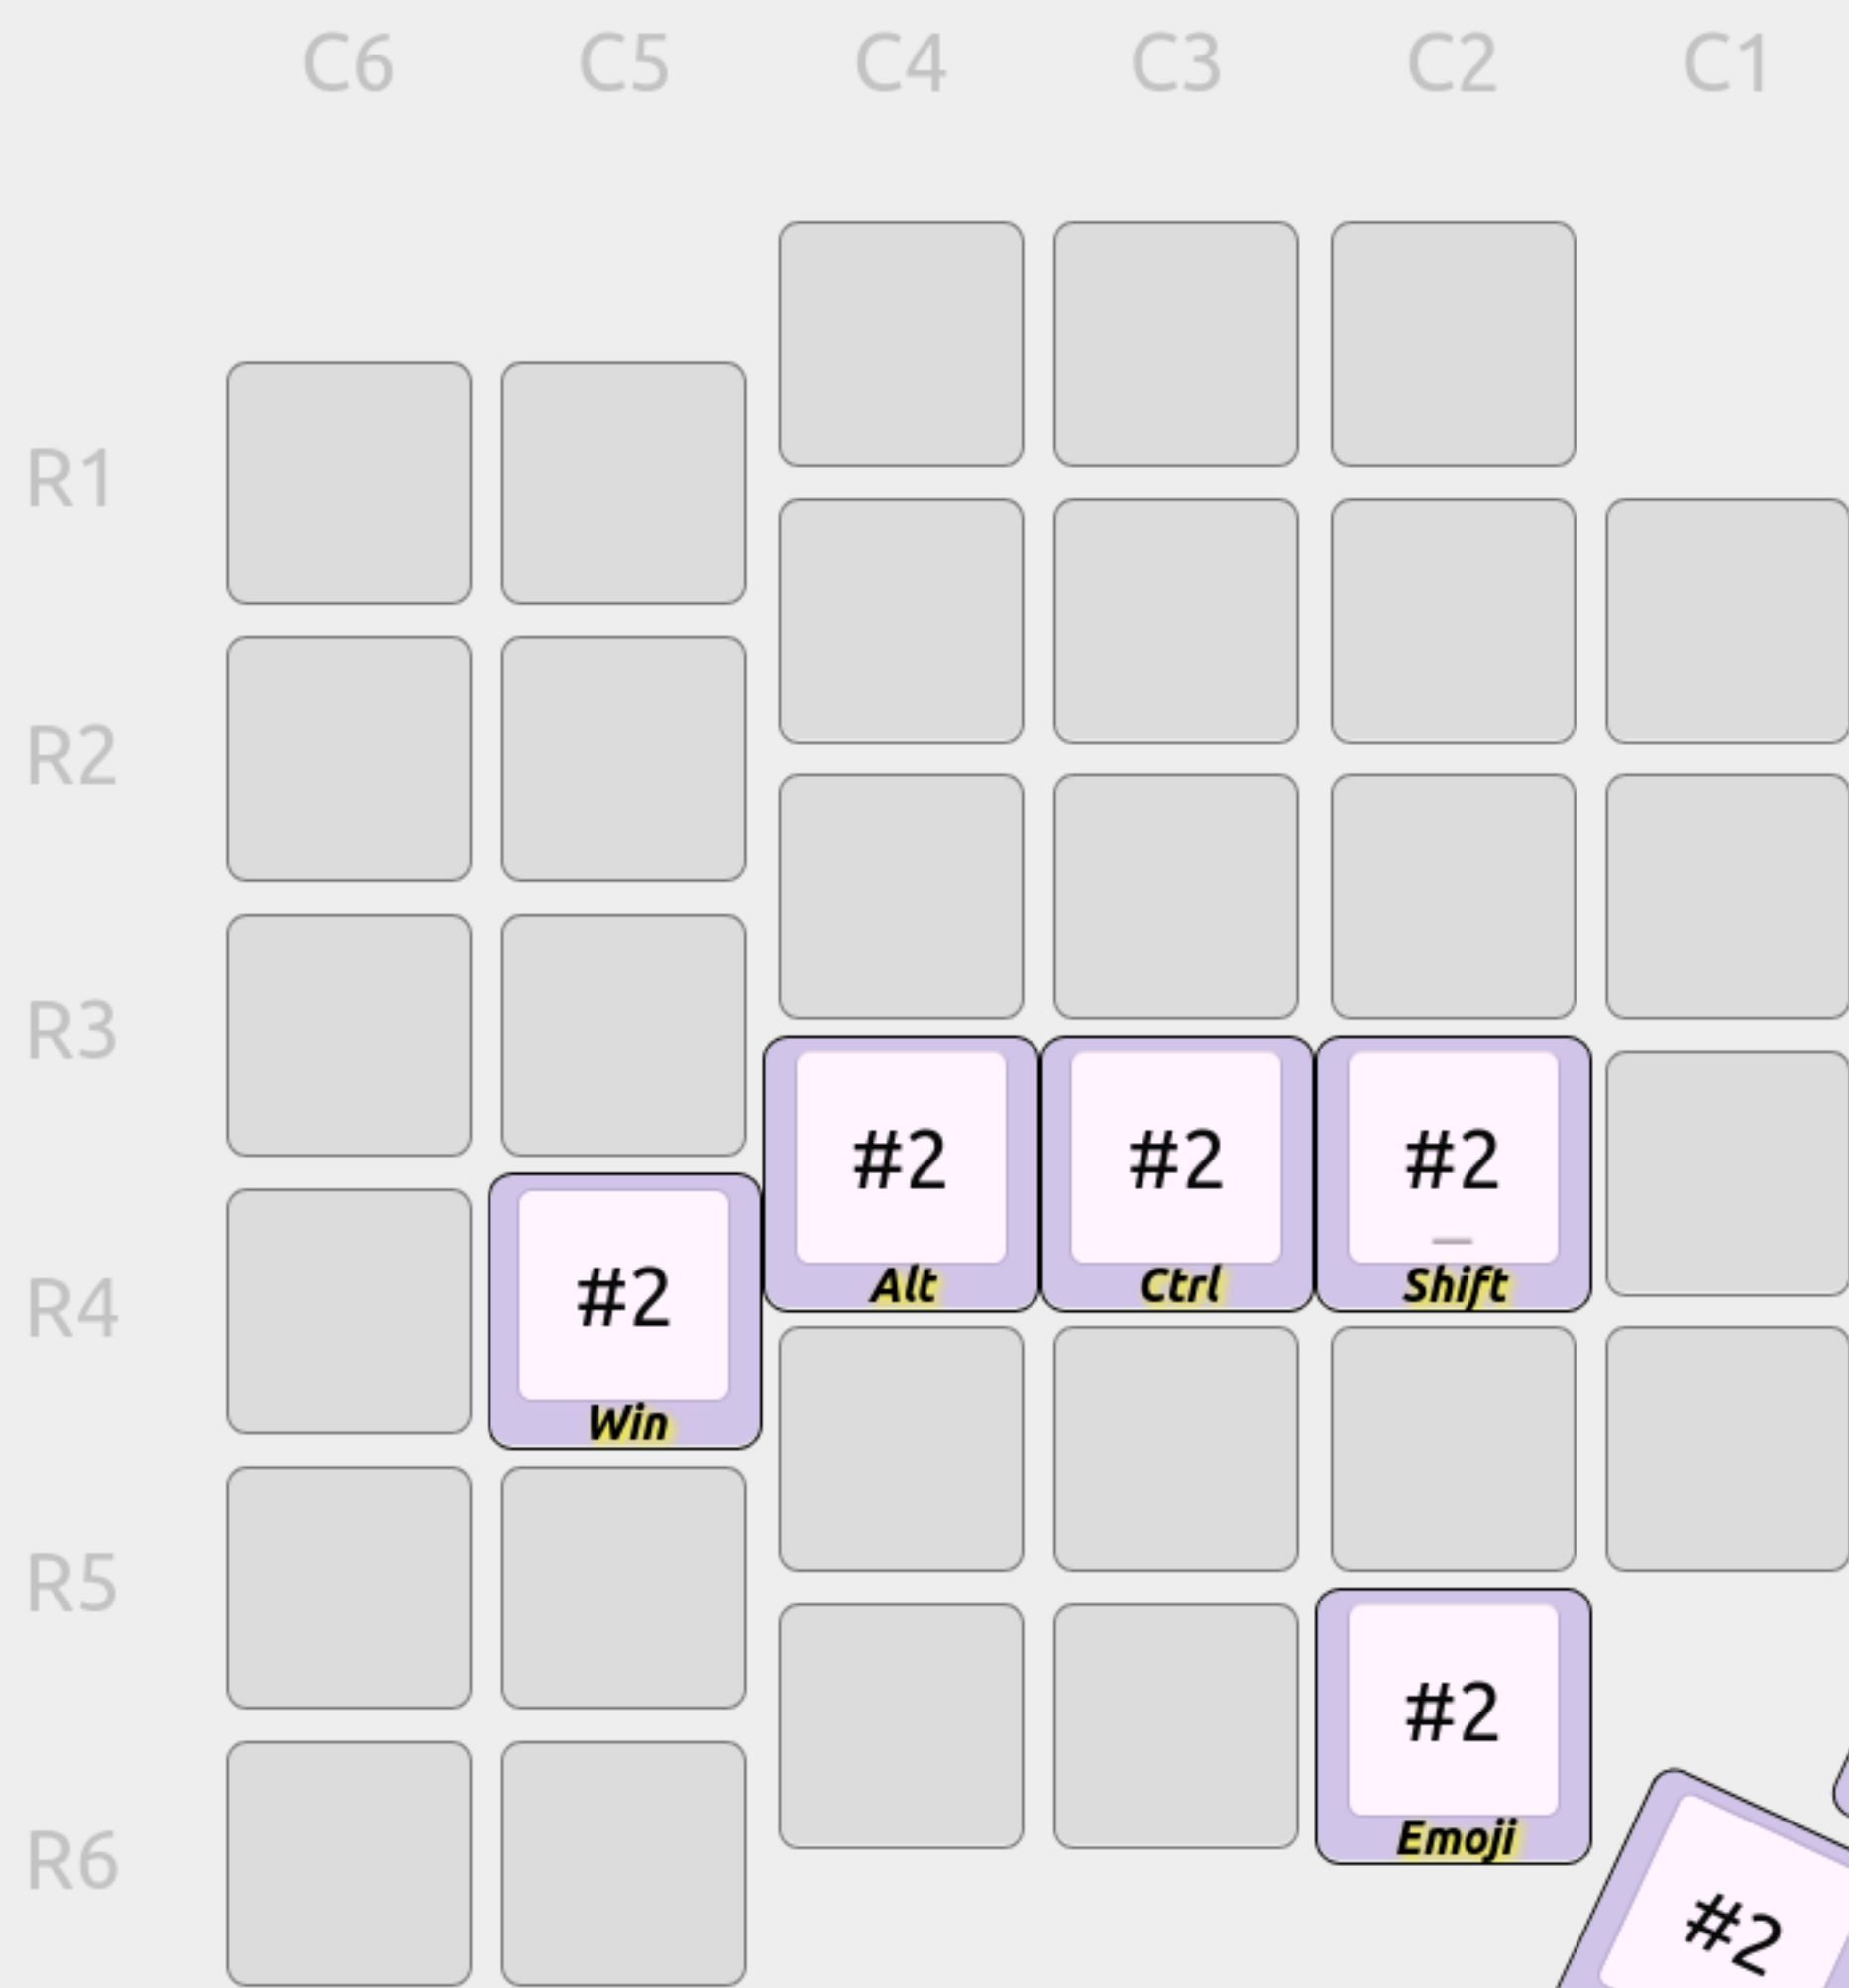 C6 C5 C4 C3 C2 C1
R1
R2
R3
#2 #2 #2
_
Alt Ctrl Shift
R4
#2
Win
R5
#2
Emoji
R6
#2